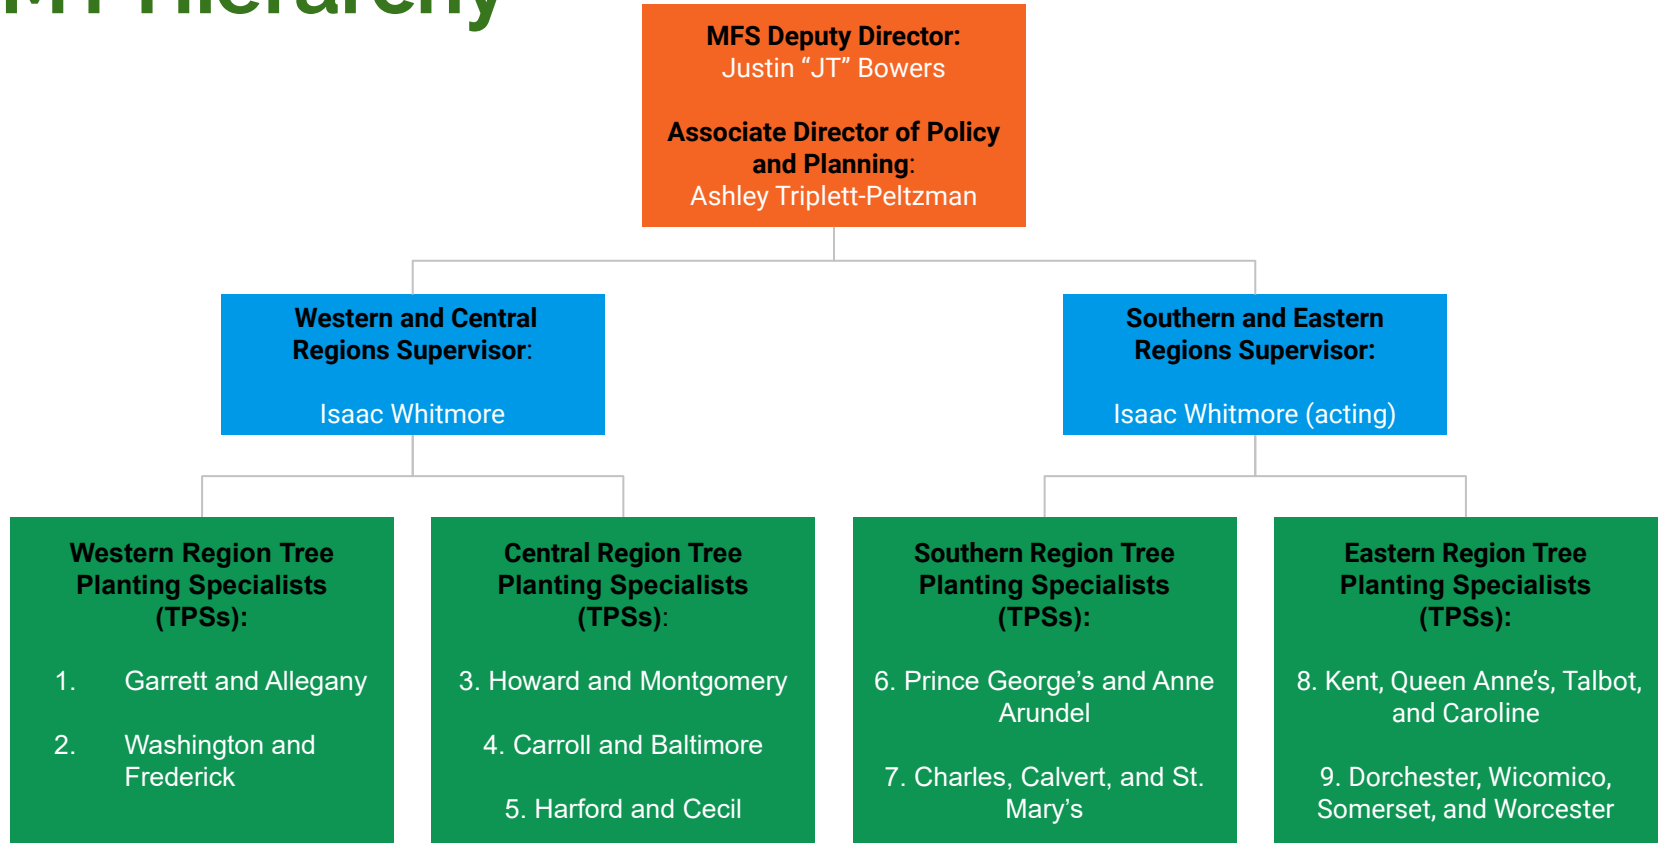 Hierarchy
MFS Deputy Director:
Justin “JT” Bowers
Associate Director of Policy
and Planning:
Ashley Triplett-Peltzman
Western and Central
Regions Supervisor:
Isaac Whitmore
Southern and Eastern
Regions Supervisor:
Isaac Whitmore (acting)
Western Region Tree
Planting Specialists
(TPSs):
1. Garrett and Allegany
2. Washington and
Frederick
Central Region Tree
Planting Specialists
(TPSs):
3. Howard and Montgomery
4. Carroll and Baltimore
5. Harford and Cecil
Southern Region Tree
Planting Specialists
(TPSs):
6. Prince George’s and Anne
Arundel
7. Charles, Calvert, and St.
Mary’s
Eastern Region Tree
Planting Specialists
(TPSs):
8. Kent, Queen Anne’s, Talbot,
and Caroline
9. Dorchester, Wicomico,
Somerset, and Worcester